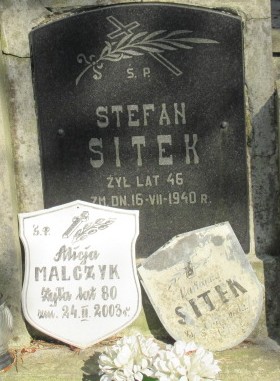 Ś. P.
STEFAN
SITEK
ŻYŁ LAT 46
ZM. DN. 16-VII-1940 R.
Ś.P.
Alicja
MALCZYK
żyła lat 80
zm. 24.II.2003 r.
SITEK